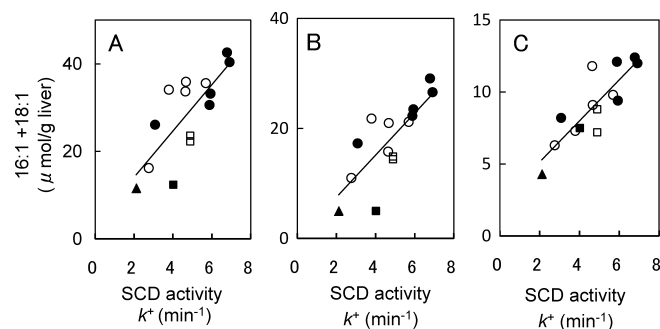 A
B
C
16:1 +18:1
(μ mol/g liver)
60
40
20
0
60
40
20
0
15
10
5
0
0 2 4 6 8
0 2 4 6 8
0 2 4 6 8
SCD activity
k⁺ (min⁻¹)
SCD activity
k⁺ (min⁻¹)
SCD activity
k⁺ (min⁻¹)